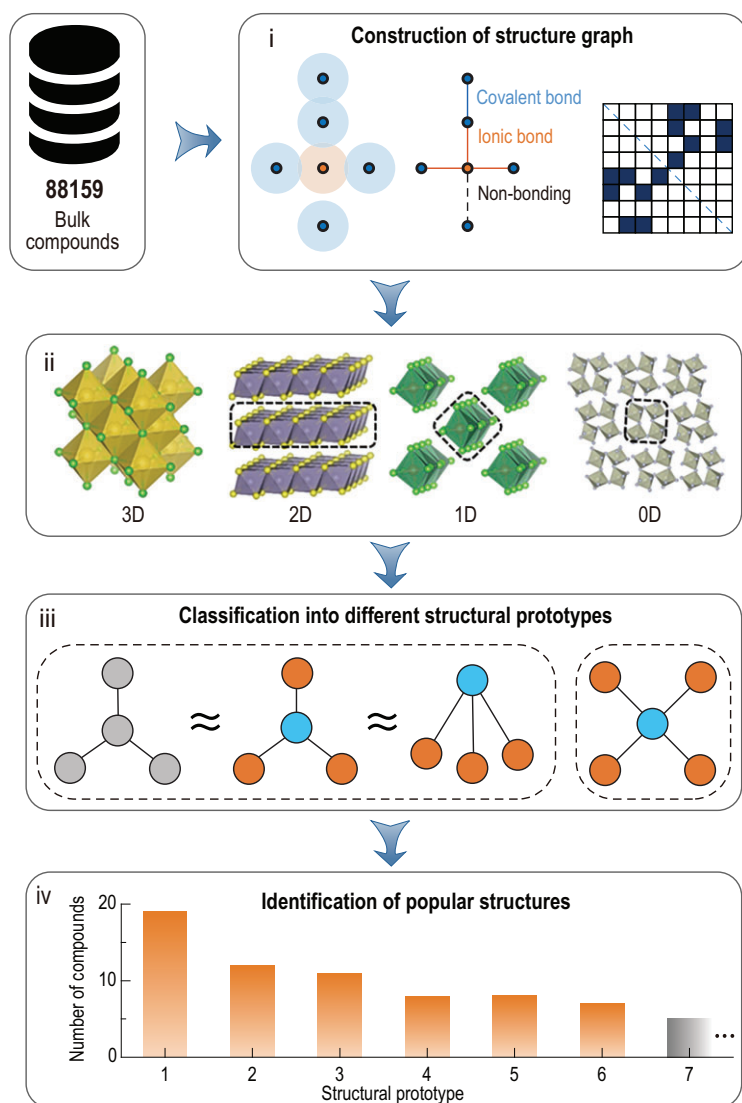 88159
Bulk
compounds
i
Construction of structure graph
Covalent bond
Ionic bond
Non-bonding
ii
3D
2D
1D
0D
iii
Classification into different structural prototypes
≈
≈
iv
Identification of popular structures
Number of compounds
20
10
0
1
2
3
4
5
6
7
...
Structural prototype